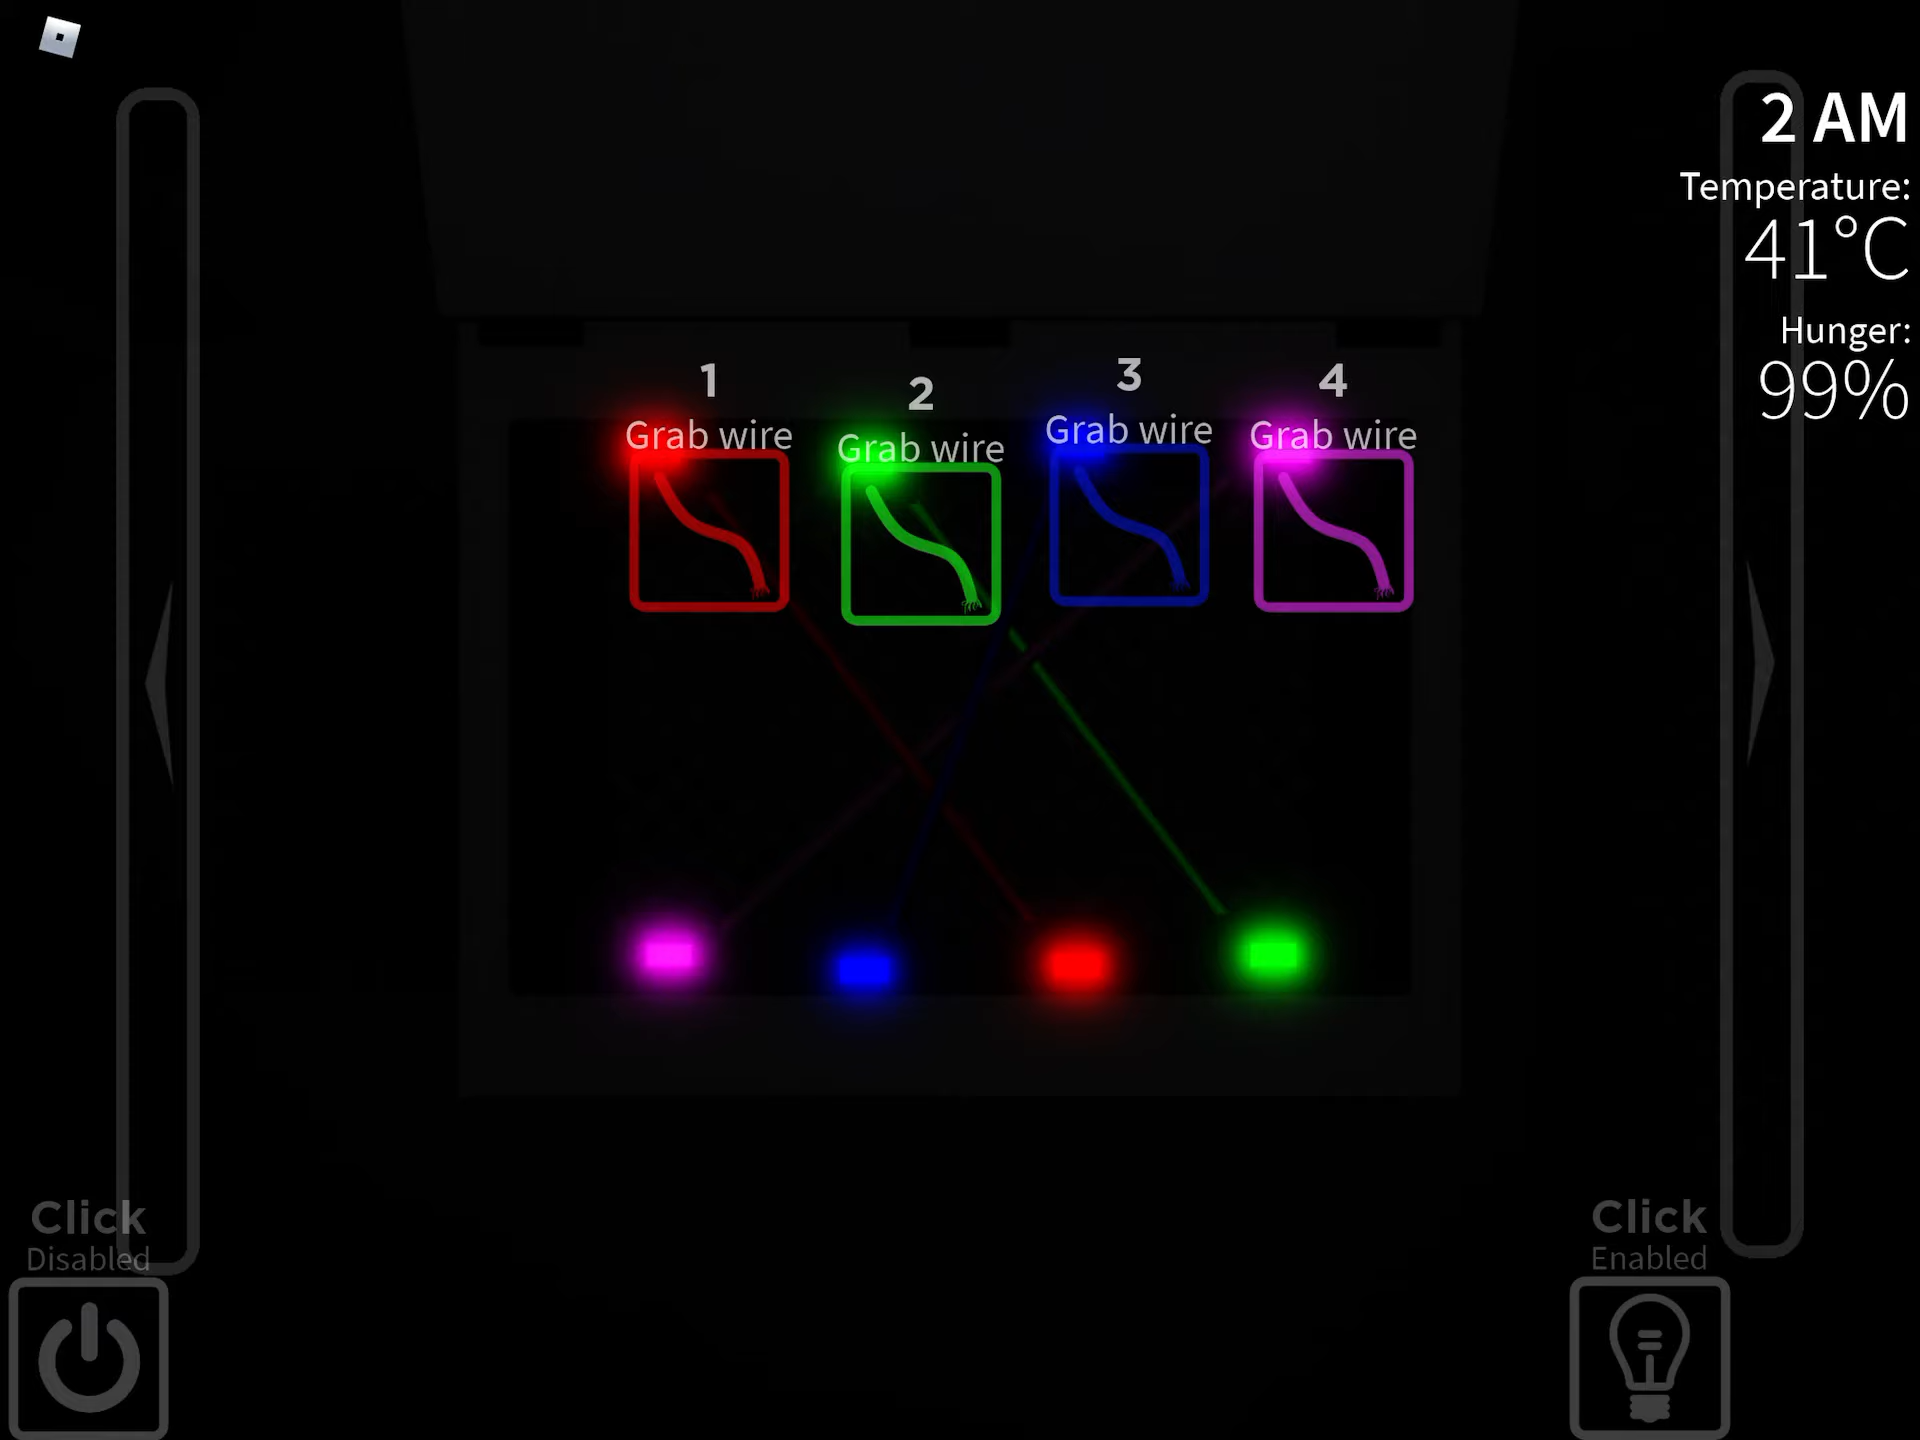 2 AM
Temperature:
41°C
Hunger:
99%
1
2
3
4
Grab wire
Grab wire
Grab wire
Grab wire
Click
Disabled
Click
Enabled